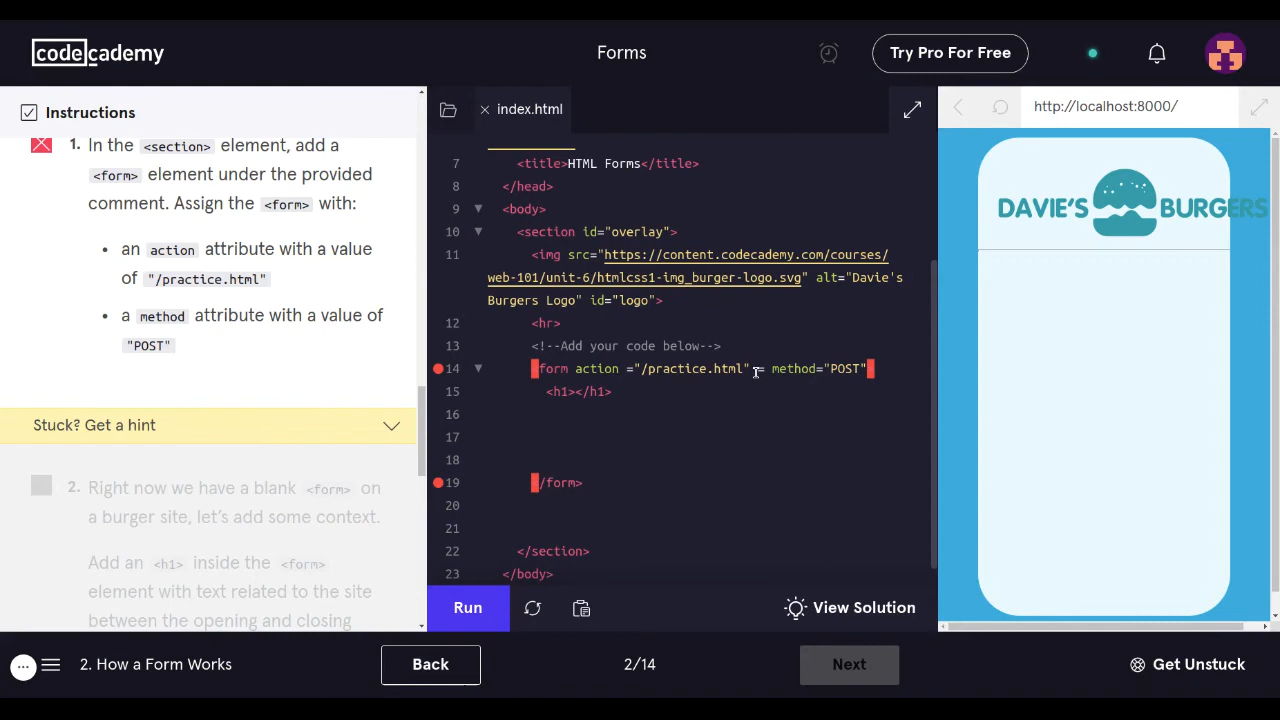 codecademy
Forms
Try Pro For Free
Instructions
1. In the <section> element, add a
<form> element under the provided
comment. Assign the <form> with:
• an action attribute with a value
of "/practice.html"
• a method attribute with a value of
"POST"
Stuck? Get a hint
2. Right now we have a blank <form> on
a burger site, let's add some context.
Add an <h1> inside the <form>
element with text related to the site
between the opening and closing
index.html
7 <title>HTML Forms</title>
8 </head>
9 <body>
10 <section id="overlay">
11 <img src="https://content.codecademy.com/courses/
web-101/unit-6/htmlcss1-img_burger-logo.svg" alt="Davie's
Burgers Logo" id="logo">
12 <hr>
13 <!--Add your code below-->
14 <form action ="/practice.html" = method="POST">
15 <h1></h1>
16
17
18
19 </form>
20
21
22 </section>
23 </body>
Run
View Solution
http://localhost:8000/
DAVIE'S BURGERS
2. How a Form Works
Back
2/14
Next
Get Unstuck